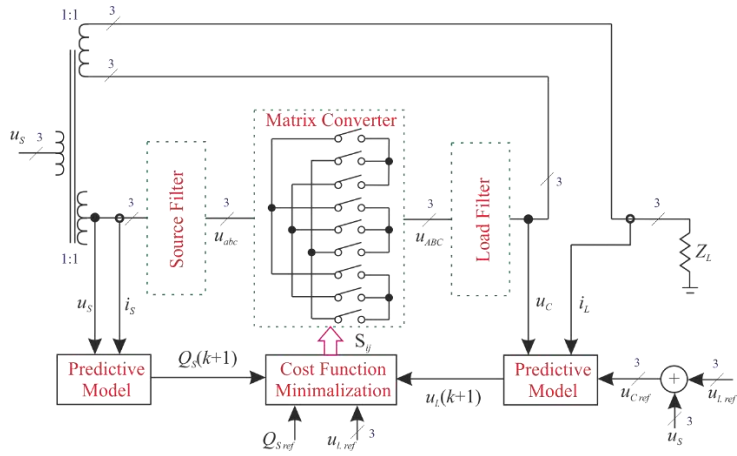 1:1
3
3
u_S
3
1:1
3
Source Filter
3
u_abc
Matrix Converter
3
u_ABC
Load Filter
3
3
Z_L
u_S
i_S
S_ij
u_C
i_L
Predictive
Model
Q_S(k+1)
Cost Function
Minimalization
u_L(k+1)
Predictive
Model
3
u_C ref
+
3
u_L ref
3
u_S
Q_S ref
u_L ref
3